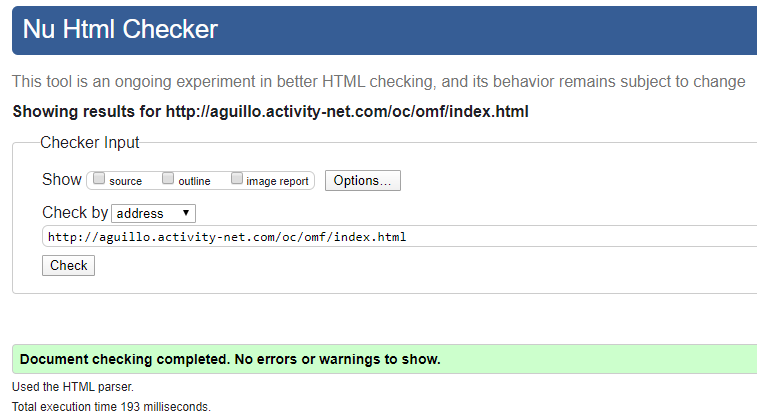 Nu Html Checker
This tool is an ongoing experiment in better HTML checking, and its behavior remains subject to change
Showing results for http://aguillo.activity-net.com/oc/omf/index.html
Checker Input
Show source outline image report Options...
Check by address
http://aguillo.activity-net.com/oc/omf/index.html
Check
Document checking completed. No errors or warnings to show.
Used the HTML parser.
Total execution time 193 milliseconds.